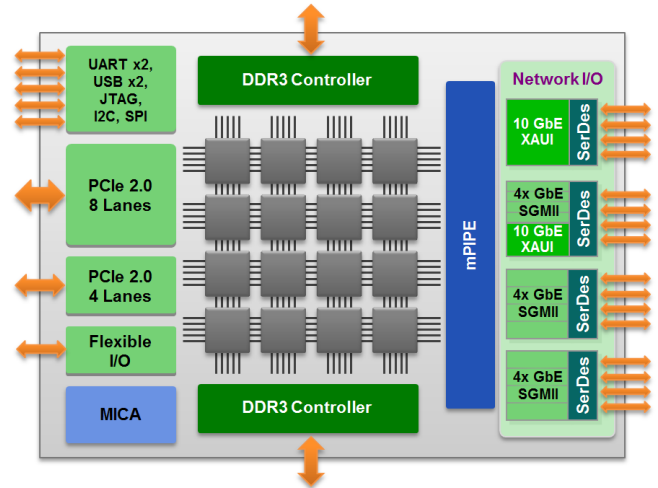 UART x2,
USB x2,
JTAG,
I2C, SPI
PCIe 2.0
8 Lanes
PCIe 2.0
4 Lanes
Flexible
I/O
MICA
DDR3 Controller
DDR3 Controller
mPIPE
Network I/O
10 GbE
XAUI
SerDes
4x GbE
SGMII
10 GbE
XAUI
SerDes
4x GbE
SGMII
SerDes
4x GbE
SGMII
SerDes